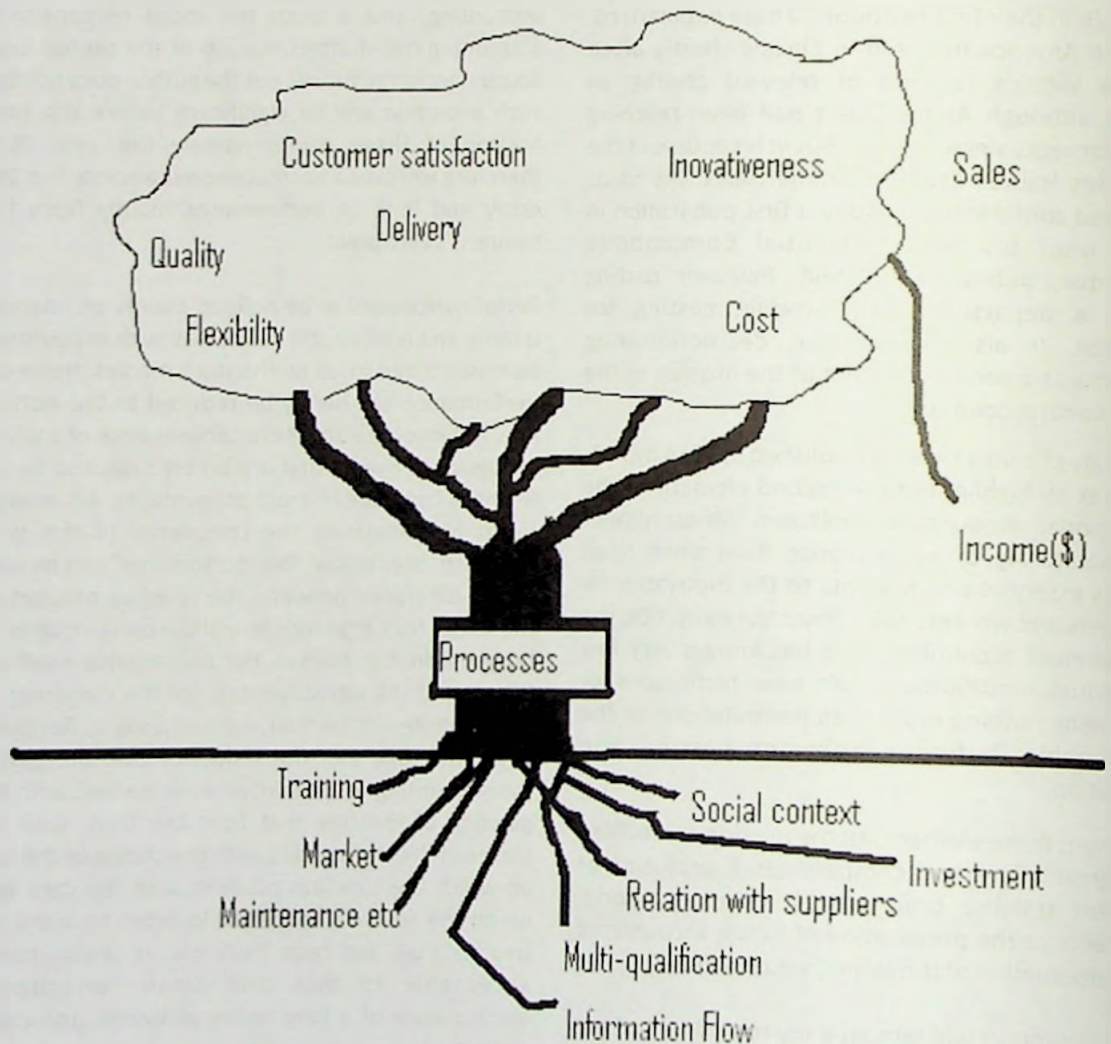 Customer satisfaction
Inovativeness
Sales
Quality
Delivery
Flexibility
Cost
Income($)
Processes
Training
Social context
Market
Investment
Maintenance etc
Relation with suppliers
Multi-qualification
Information Flow